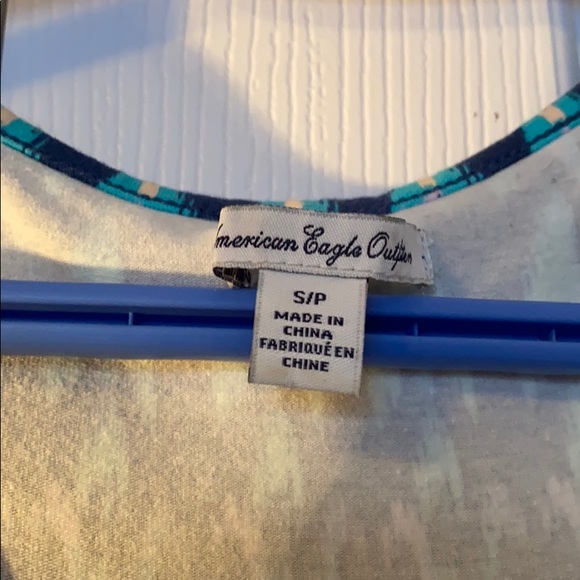 American Eagle Outfitters
S/P
MADE IN
CHINA
FABRIQUÉ EN
CHINE